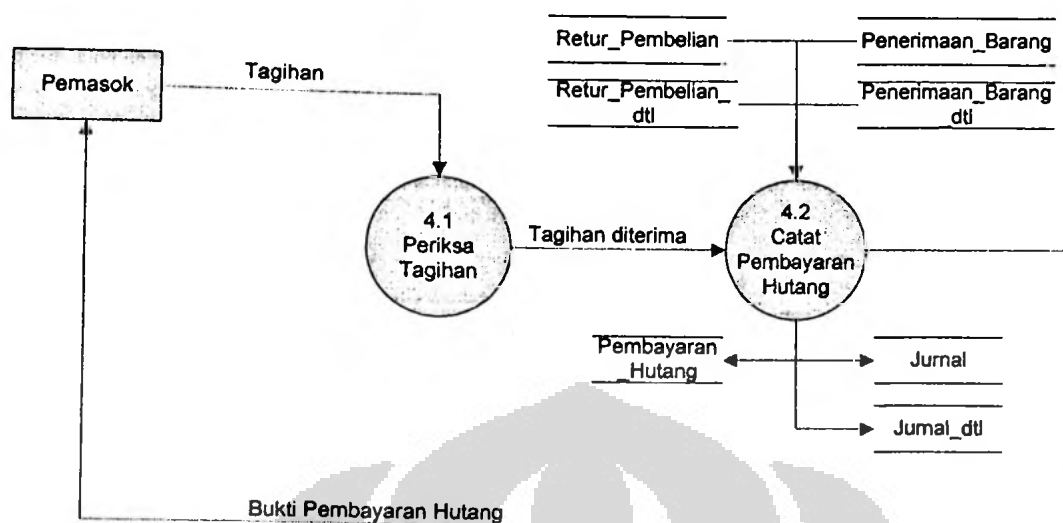 Retur_Pembelian
Penerimaan_Barang
Pemasok
Tagihan
Retur_Pembelian_
dtl
Penerimaan_Barang_
dtl
4.1
Periksa
Tagihan
Tagihan diterima
4.2
Catat
Pembayaran
Hutang
Pembayaran
_Hutang
Jurnal
Jurnal_dtl
Bukti Pembayaran Hutang